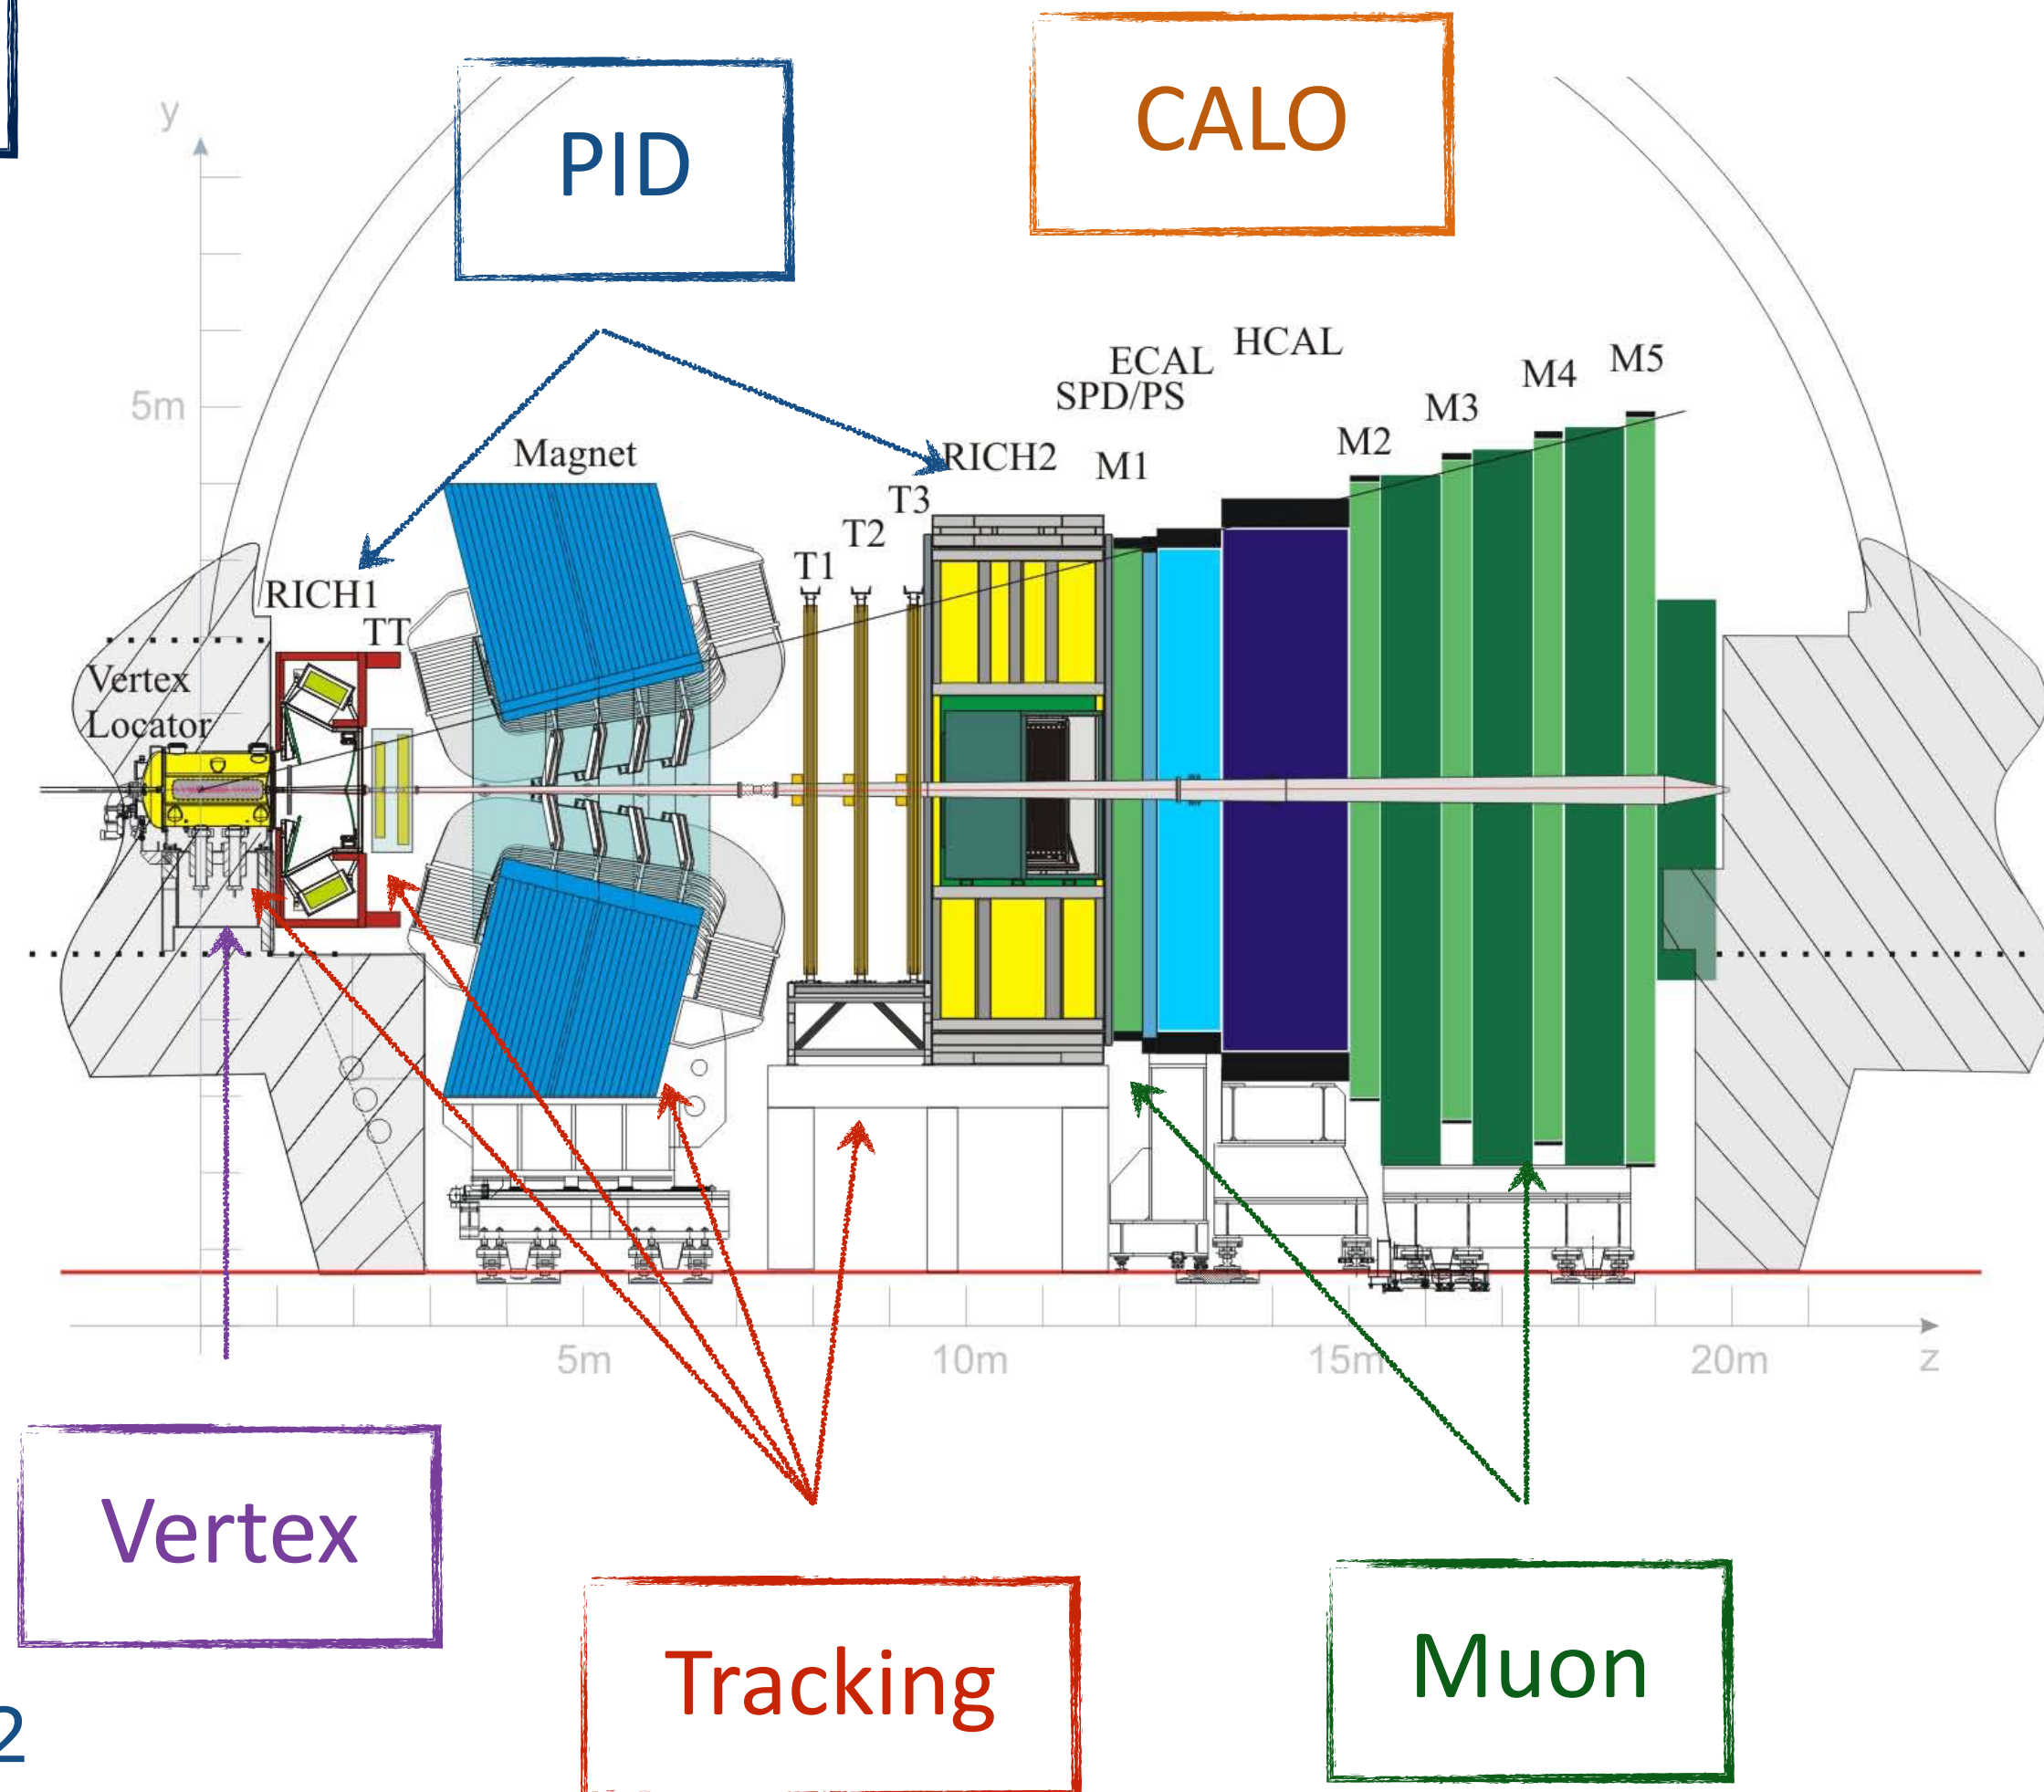 CALO
PID
y
HCAL
ECAL
M5
M4
SPD/PS
5m
M3
M2
Magnet
RICH2
M1
T3
T2
T1
RICH1
TT
Vertex
Locator
5m
10m
15m
20m
z
Vertex
Tracking
Muon
2